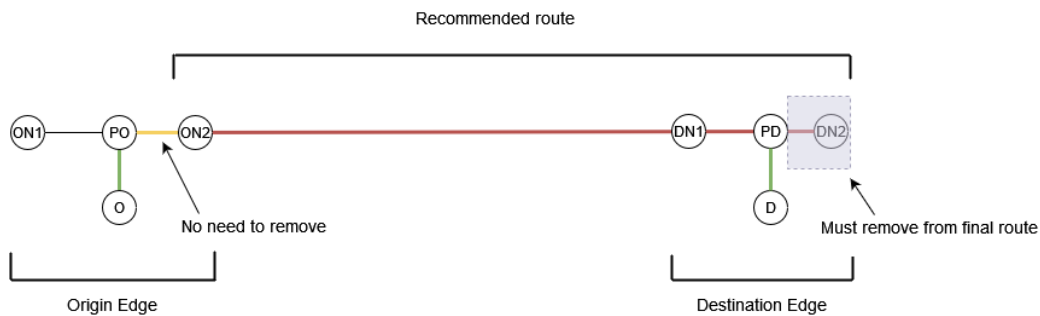 Recommended route
ON1
PO
ON2
DN1
PD
DN2
O
D
No need to remove
Must remove from final route
Origin Edge
Destination Edge